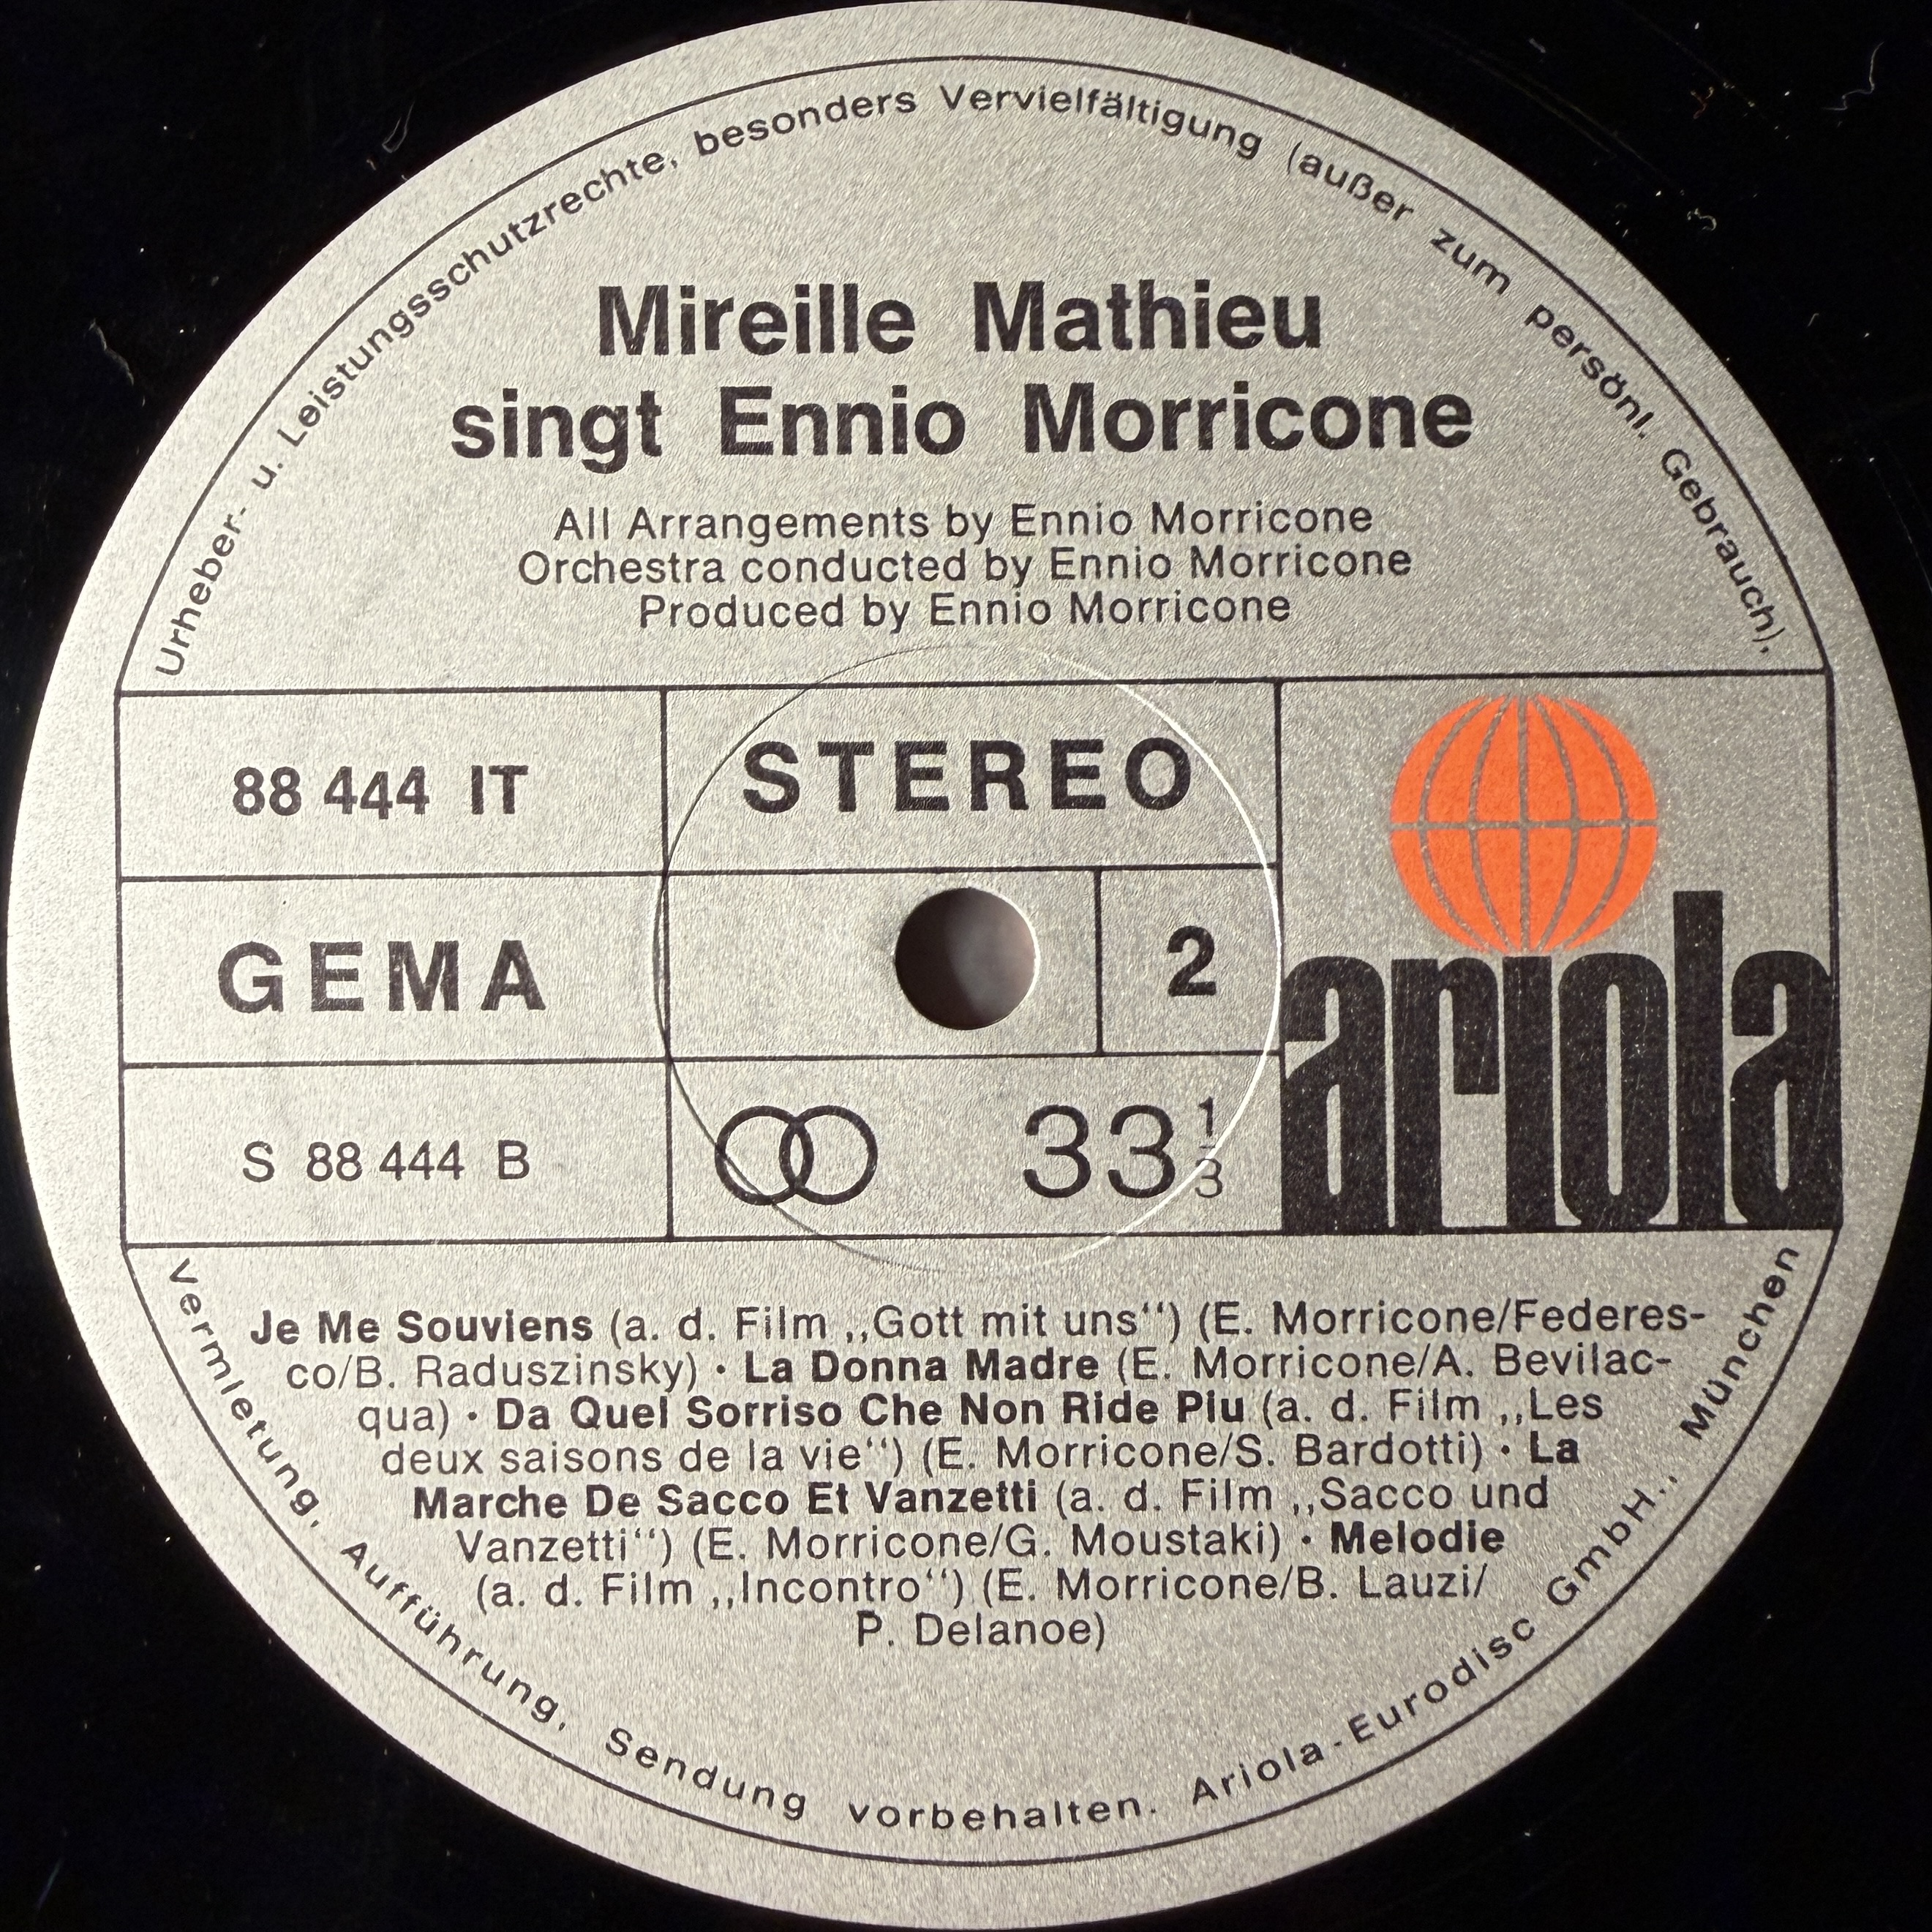 Urheber- u. Leistungsschutzrechte, besonders Vervielfältigung (außer zum persönl. Gebrauch),
Mireille Mathieu
singt Ennio Morricone
All Arrangements by Ennio Morricone
Orchestra conducted by Ennio Morricone
Produced by Ennio Morricone
88 444 IT
STEREO
GEMA
2
S 88 444 B
33 1/3
ariola
Je Me Souviens (a. d. Film „Gott mit uns“) (E. Morricone/Federes-
co/B. Raduszinsky) • La Donna Madre (E. Morricone/A. Bevilac-
qua) • Da Quel Sorriso Che Non Ride Piu (a. d. Film „Les
deux saisons de la vie“) (E. Morricone/S. Bardotti) • La
Marche De Sacco Et Vanzetti (a. d. Film „Sacco und
Vanzetti“) (E. Morricone/G. Moustaki) • Melodie
(a. d. Film „Incontro“) (E. Morricone/B. Lauzi/
P. Delanoe)
Vermietung, Aufführung, Sendung vorbehalten. Ariola-Eurodisc GmbH., München